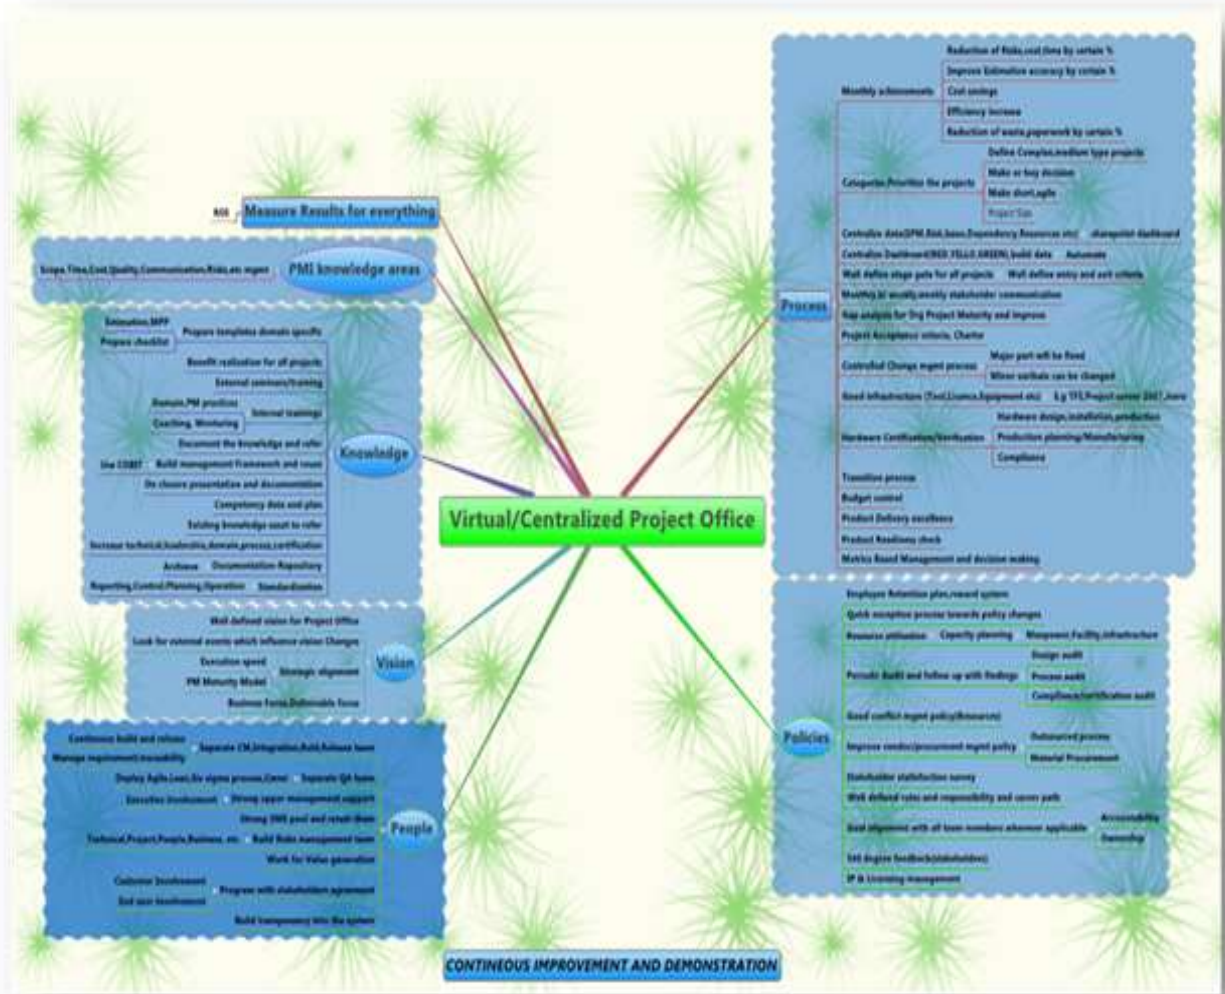 Virtual/Centralized Project Office
Measure Results for everything
PMI knowledge areas
Scope,Time,Cost,Quality,Communication,Risks,etc mgmt
Knowledge
Prepare templates domain specific
Estimation,MPP
Prepare checklist
Benefit realization for all projects
External seminars/training
Internal trainings
Domain,PM practices
Coaching, Mentoring
Document the knowledge and refer
Build management framework and reuse
Use COBIT
Do closure presentation and documentation
Competency data and plan
Existing knowledge asset to refer
Increase technical,leadership,domain,process,certification
Documentation Repository
Archieve
Standardization
Reporting,Control,Planning,Operation
Vision
Well defined vision for Project Office
Look for external events which influence vision Changes
Strategic alignment
Execution speed
PM Maturity Model
Business Focus,Deliverable focus
People
Separate CM,Integration,Build,Release team
Continuous build and release
Manage requirement,traceability
Separate QA team
Deploy Agile,Lean,Six sigma process,
Strong upper management support
Executive Involvement
Strong SME pool and retain them
Build Risks management team
Technical,Project,People,Business, etc
Work for Value generation
Program with stakeholders agreement
Customer Involvement
End user involvement
Build transparency into the system
Process
Monthly achievements
Reduction of Risks,cost,time by certain %
Improve Estimation accuracy by certain %
Cost savings
Efficiency increase
Reduction of waste,paperwork by certain %
Categorize,Prioritize the projects
Define Complex,medium type projects
Make or buy decision
Make short,agile
Project Size
Centralize data(EPM,Risk,Issue,Dependency,Resources etc) sharepoint dashboard
Centralize Dashboard(RED,YELLO,GREEN),build data Automate
Well define stage gate for all projects Well define entry and exit criteria
Monthly,bi weekly,weekly stakeholder communication
Gap analysis for Org Project Maturity and improve
Project Acceptance criteria, Charter
Controlled Change mgmt process
Major part will be fixed
Minor can be changed
Good infrastructure (Tool,Licence,Equipment etc) E.g TFS,Project server 2007,
Hardware Certification/Verification
Hardware design,installation,production
Production planning/Manufacturing
Compliance
Transition process
Budget control
Product Delivery excellence
Product Readiness check
Metrics Based Management and decision making
Policies
Employee Retention plan,reward system
Quick exception process towards policy changes
Resource utilization Capacity planning Manpower,Facility,infrastructure
Periodic Audit and follow up with findings
Design audit
Process audit
Compliance/certification audit
Good conflict mgmt policy(Resources)
Improve vendor/procurement mgmt policy
Outsourced process
Material Procurement
Stakeholder statisfaction survey
Well defined roles and responsibility and career path
Goal alignment with all team members wherever applicable
Accountability
Ownership
360 degree feedback(stakeholders)
IP & Licensing management
CONTINEOUS IMPROVEMENT AND DEMONSTRATION